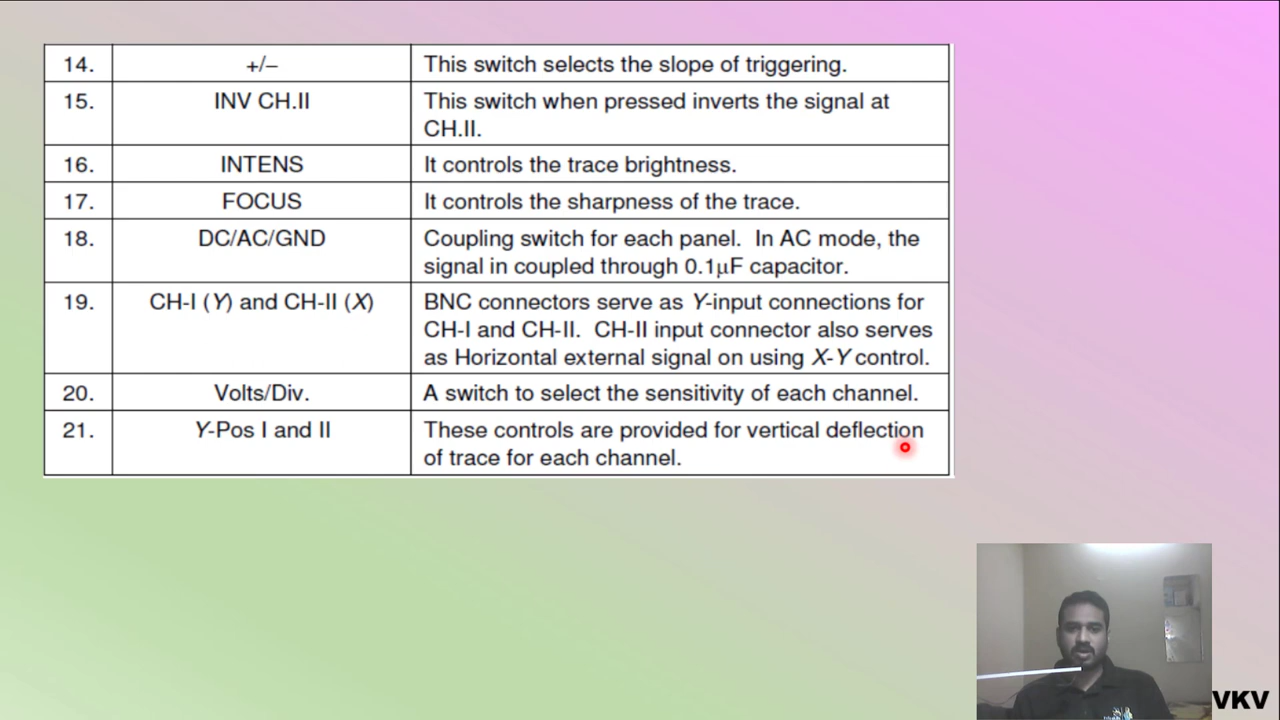 14. +/– This switch selects the slope of triggering.
15. INV CH.II This switch when pressed inverts the signal at
CH.II.
16. INTENS It controls the trace brightness.
17. FOCUS It controls the sharpness of the trace.
18. DC/AC/GND Coupling switch for each panel. In AC mode, the
signal in coupled through 0.1µF capacitor.
19. CH-I (Y) and CH-II (X) BNC connectors serve as Y-input connections for
CH-I and CH-II. CH-II input connector also serves
as Horizontal external signal on using X-Y control.
20. Volts/Div. A switch to select the sensitivity of each channel.
21. Y-Pos I and II These controls are provided for vertical deflection
of trace for each channel.
VKV